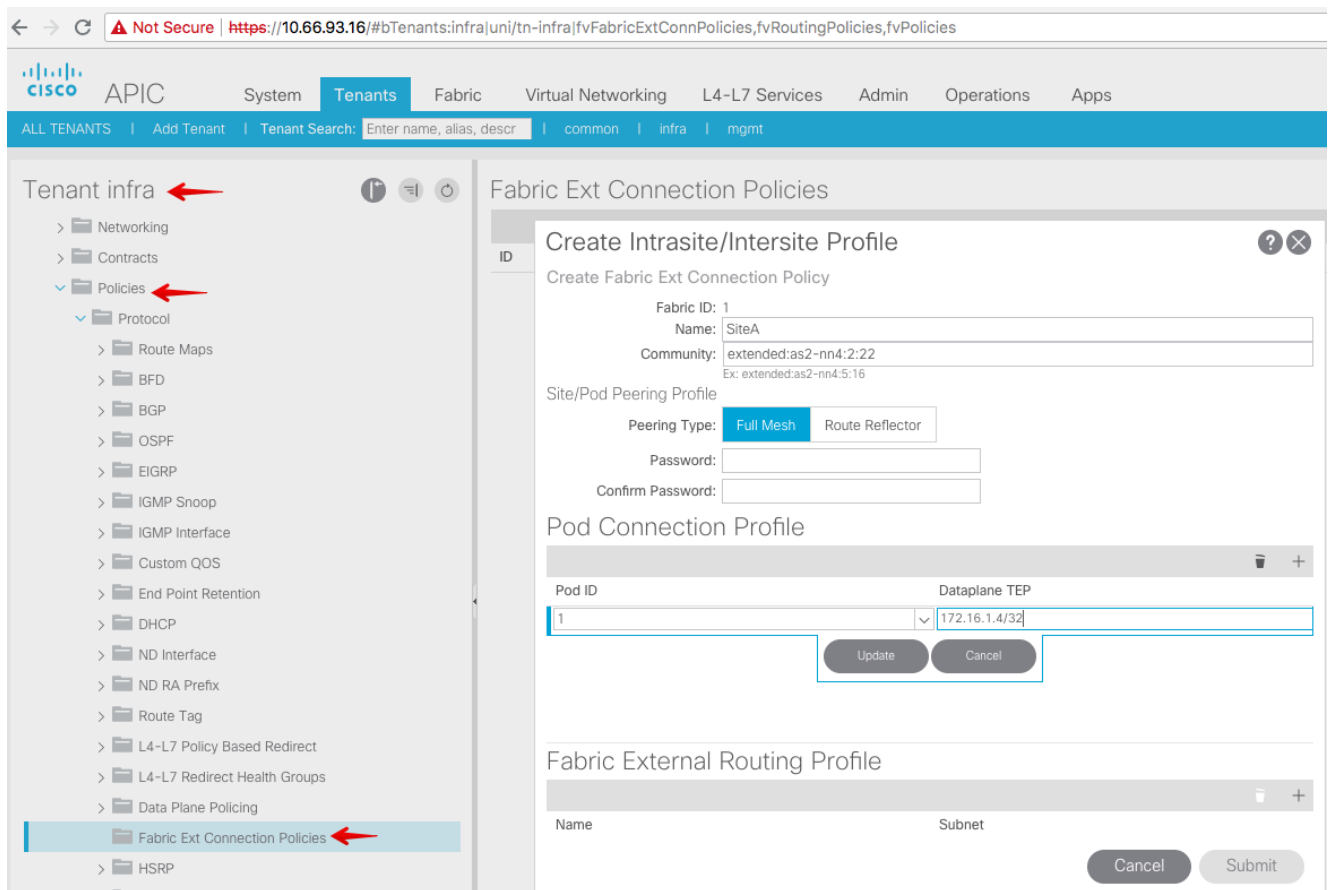 Not Secure | https://10.66.93.16/#bTenants:infra|uni/tn-infra|fvFabricExtConnPolicies,fvRoutingPolicies,fvPolicies
CISCO APIC System Tenants Fabric Virtual Networking L4-L7 Services Admin Operations Apps
ALL TENANTS | Add Tenant | Tenant Search: Enter name, alias, descr | common | infra | mgmt
Tenant infra
Networking
Contracts
Policies
Protocol
Route Maps
BFD
BGP
OSPF
EIGRP
IGMP Snoop
IGMP Interface
Custom QOS
End Point Retention
DHCP
ND Interface
ND RA Prefix
Route Tag
L4-L7 Policy Based Redirect
L4-L7 Redirect Health Groups
Data Plane Policing
Fabric Ext Connection Policies
HSRP
Fabric Ext Connection Policies
ID
Create Intrasite/Intersite Profile
Create Fabric Ext Connection Policy
Fabric ID: 1
Name: SiteA
Community: extended:as2-nn4:2:22
Ex: extended:as2-nn4:5:16
Site/Pod Peering Profile
Peering Type: Full Mesh Route Reflector
Password:
Confirm Password:
Pod Connection Profile
Pod ID Dataplane TEP
1 172.16.1.4/32
Update Cancel
Fabric External Routing Profile
Name Subnet
Cancel Submit